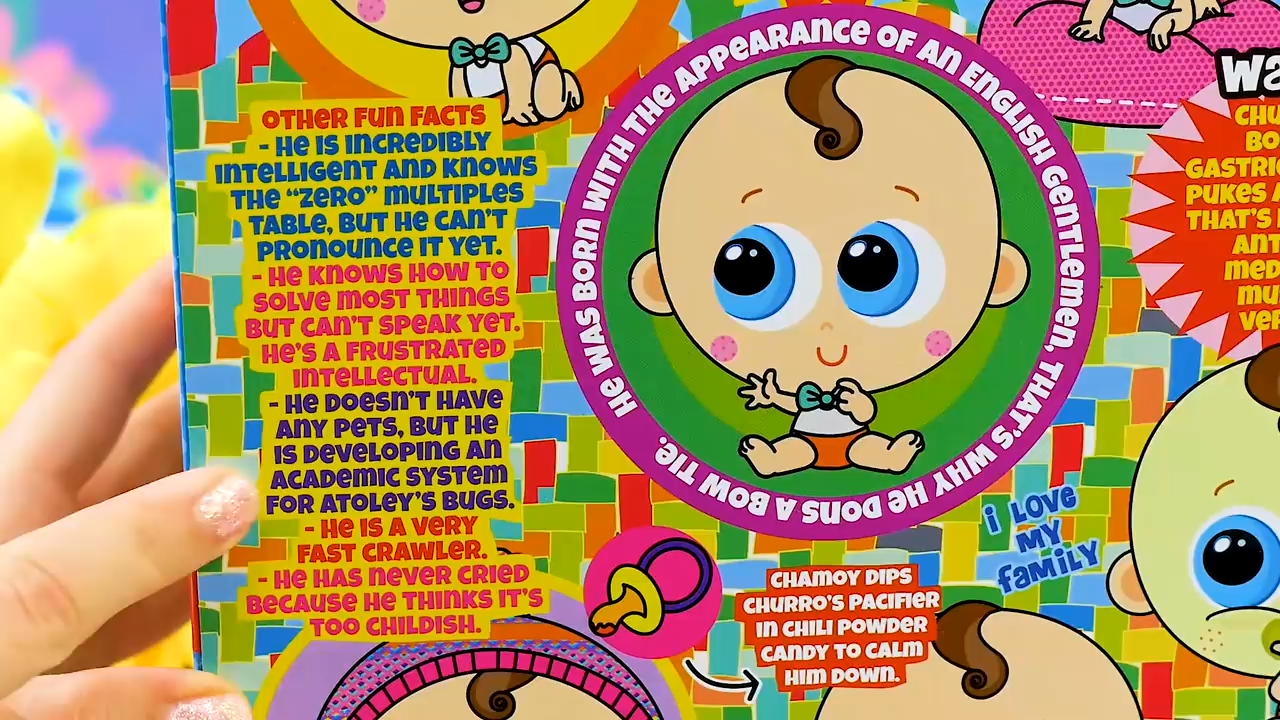 OTHER FUN FACTS
- HE IS INCREDIBLY
INTELLIGENT AND KNOWS
THE “ZERO” MULTIPLES
TABLE, BUT HE CAN'T
PRONOUNCE IT YET.
- HE KNOWS HOW TO
SOLVE MOST THINGS
BUT CAN'T SPEAK YET.
HE'S A FRUSTRATED
INTELLECTUAL.
- HE DOESN'T HAVE
ANY PETS, BUT HE
IS DEVELOPING AN
ACADEMIC SYSTEM
FOR ATOLEY'S BUGS.
- HE IS A VERY
FAST CRAWLER.
- HE HAS NEVER CRIED
BECAUSE HE THINKS IT'S
TOO CHILDISH.
HE WAS BORN WITH THE APPEARANCE OF AN ENGLISH GENTLEMEN, THAT'S WHY HE DONS A BOW TIE.
I LOVE
MY
FAMILY
CHAMOY DIPS
CHURRO'S PACIFIER
IN CHILI POWDER
CANDY TO CALM
HIM DOWN.
PUKES
THAT'S